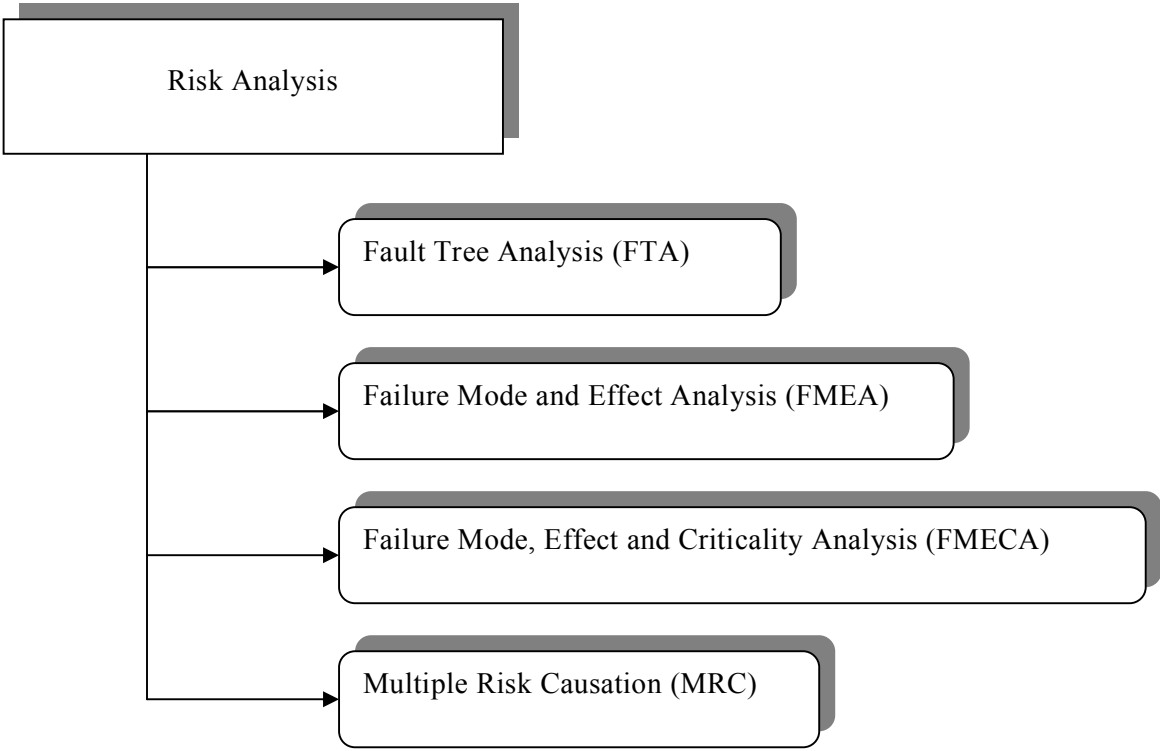 Risk Analysis
Fault Tree Analysis (FTA)
Failure Mode and Effect Analysis (FMEA)
Failure Mode, Effect and Criticality Analysis (FMECA)
Multiple Risk Causation (MRC)